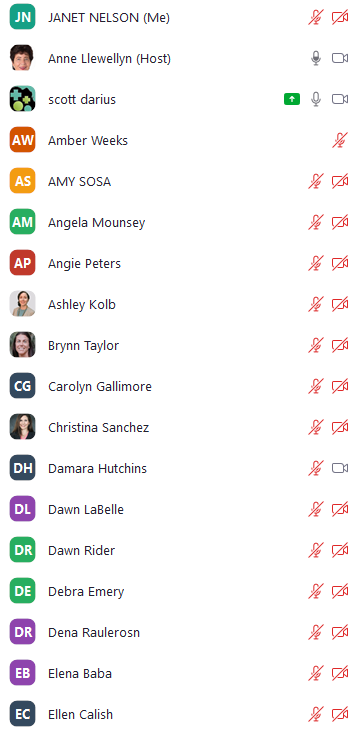 JN JANET NELSON (Me)
Anne Llewellyn (Host)
scott darius
AW Amber Weeks
AS AMY SOSA
AM Angela Mounsey
AP Angie Peters
Ashley Kolb
Brynn Taylor
CG Carolyn Gallimore
Christina Sanchez
DH Damara Hutchins
DL Dawn LaBelle
DR Dawn Rider
DE Debra Emery
DR Dena Raulerosn
EB Elena Baba
EC Ellen Calish